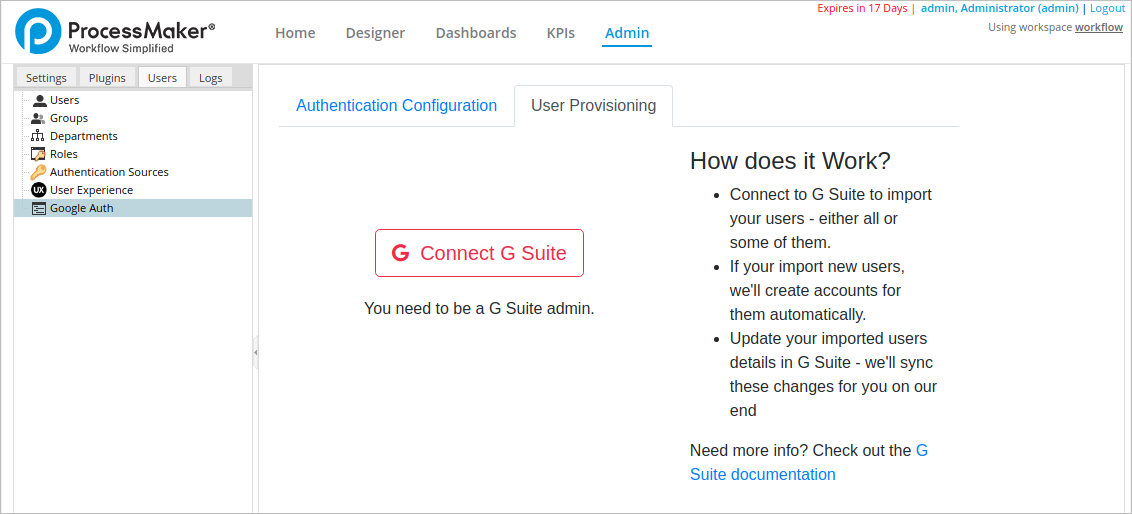 Expires in 17 Days | admin, Administrator (admin) | Logout
Using workspace workflow
ProcessMaker®
Workflow Simplified
Home Designer Dashboards KPIs Admin
Settings Plugins Users Logs
Users
Groups
Departments
Roles
Authentication Sources
UX User Experience
Google Auth
Authentication Configuration User Provisioning
G Connect G Suite
You need to be a G Suite admin.
How does it Work?
• Connect to G Suite to import
your users - either all or
some of them.
• If your import new users,
we'll create accounts for
them automatically.
• Update your imported users
details in G Suite - we'll sync
these changes for you on our
end
Need more info? Check out the G
Suite documentation